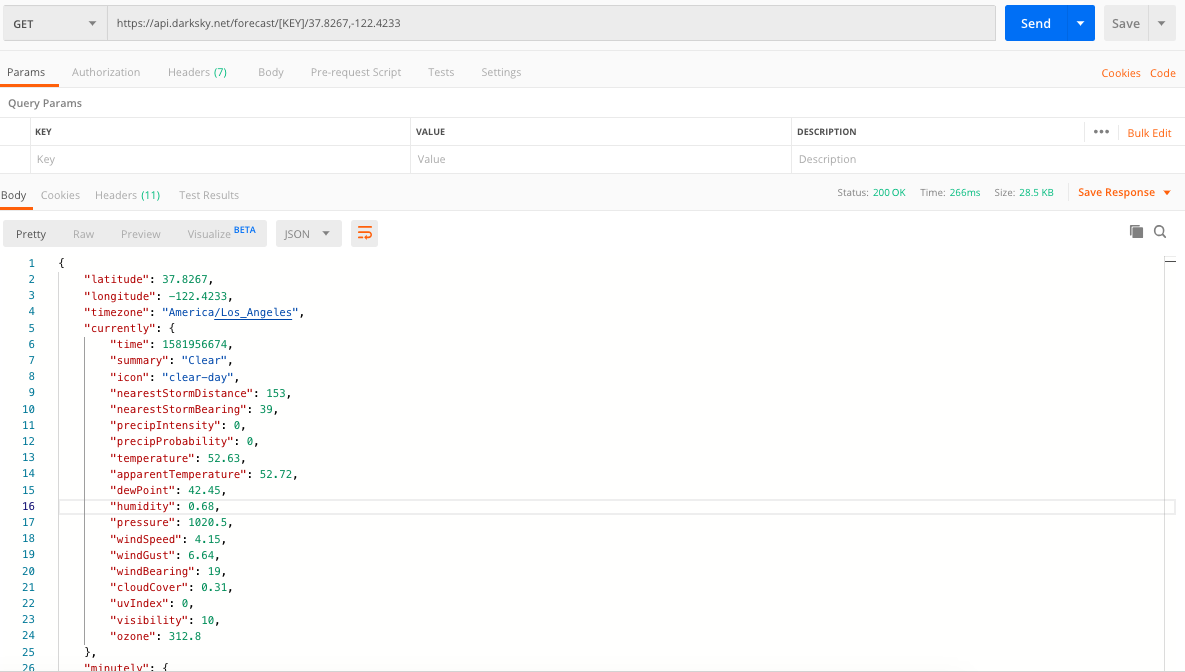 GET https://api.darksky.net/forecast/[KEY]/37.8267,-122.4233 Send Save
Params Authorization Headers (7) Body Pre-request Script Tests Settings Cookies Code
Query Params
KEY VALUE DESCRIPTION ••• Bulk Edit
Key Value Description
Body Cookies Headers (11) Test Results Status: 200 OK Time: 266ms Size: 28.5 KB Save Response
Pretty Raw Preview Visualize BETA JSON
1 {
2 "latitude": 37.8267,
3 "longitude": -122.4233,
4 "timezone": "America/Los_Angeles",
5 "currently": {
6 "time": 1581956674,
7 "summary": "Clear",
8 "icon": "clear-day",
9 "nearestStormDistance": 153,
10 "nearestStormBearing": 39,
11 "precipIntensity": 0,
12 "precipProbability": 0,
13 "temperature": 52.63,
14 "apparentTemperature": 52.72,
15 "dewPoint": 42.45,
16 "humidity": 0.68,
17 "pressure": 1020.5,
18 "windSpeed": 4.15,
19 "windGust": 6.64,
20 "windBearing": 19,
21 "cloudCover": 0.31,
22 "uvIndex": 0,
23 "visibility": 10,
24 "ozone": 312.8
25 },
26 "minutely": {